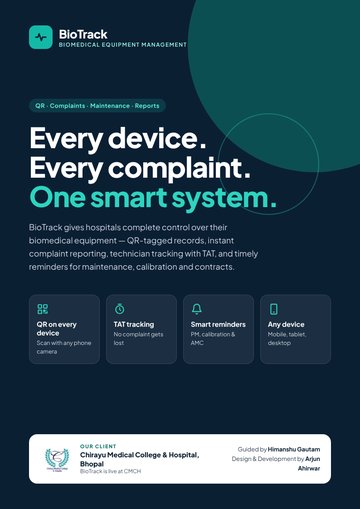 BioTrack
BIOMEDICAL EQUIPMENT MANAGEMENT
QR · Complaints · Maintenance · Reports
Every device.
Every complaint.
One smart system.
BioTrack gives hospitals complete control over their
biomedical equipment — QR-tagged records, instant
complaint reporting, technician tracking with TAT, and timely
reminders for maintenance, calibration and contracts.
QR on every
device
Scan with any phone
camera
TAT tracking
No complaint gets
lost
Smart reminders
PM, calibration &
AMC
Any device
Mobile, tablet,
desktop
OUR CLIENT
Chirayu Medical College & Hospital,
Bhopal
BioTrack is live at CMCH
Guided by Himanshu Gautam
Design & Development by Arjun
Ahirwar